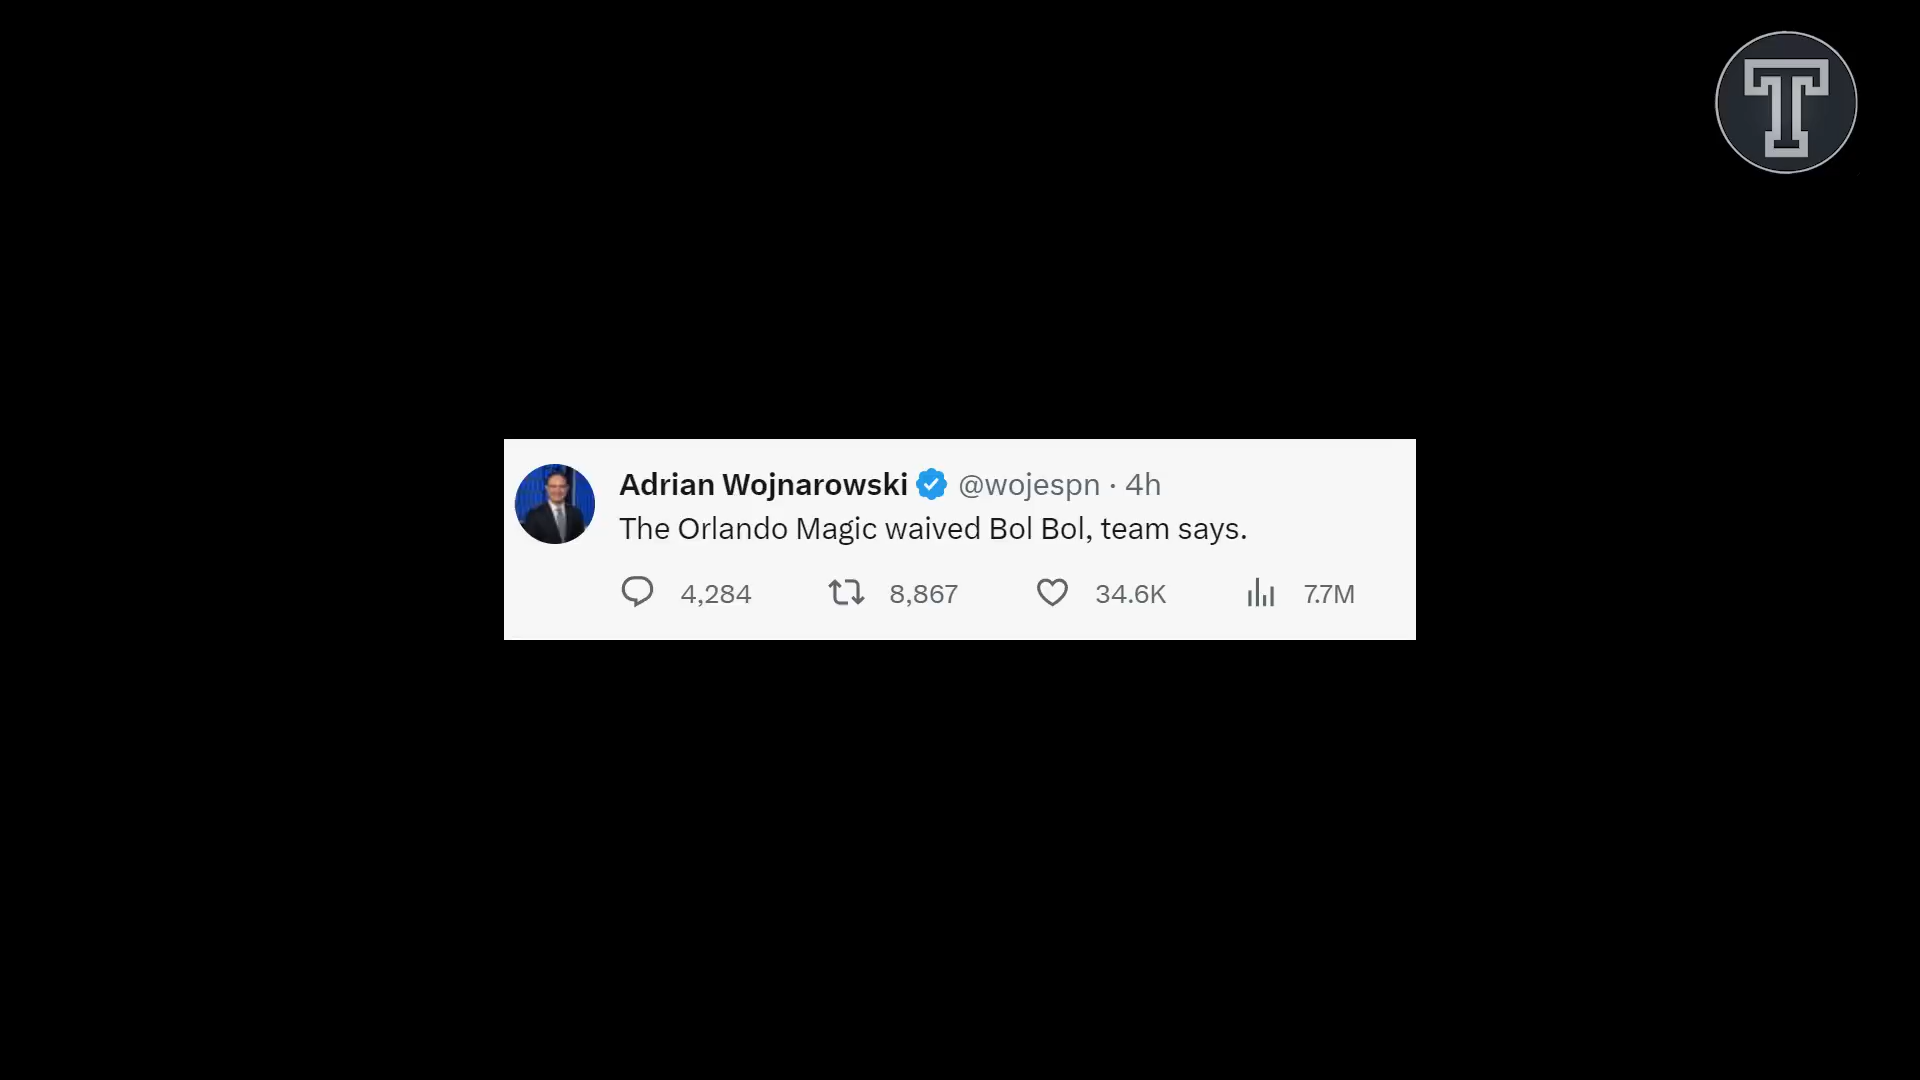 T
Adrian Wojnarowski @wojespn · 4h
The Orlando Magic waived Bol Bol, team says.
4,284 8,867 34.6K 7.7M